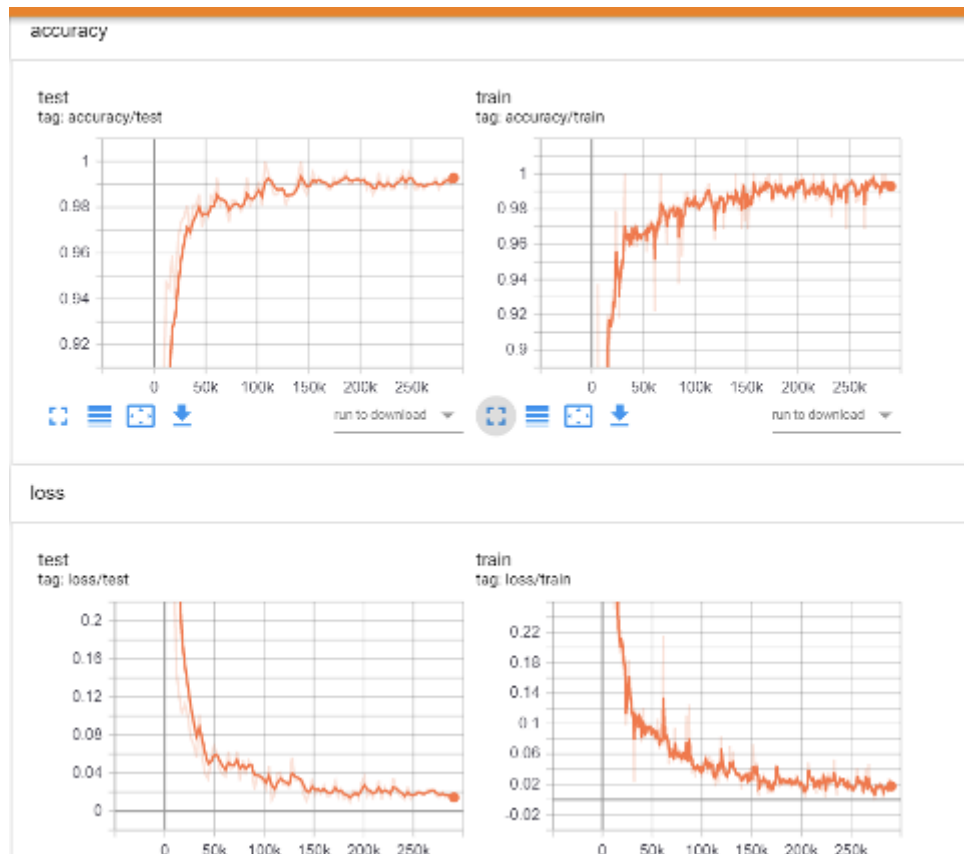 accuracy
test
tag: accuracy/test
1
0.98
0.96
0.94
0.92
0 50k 100k 150k 200k 250k
run to download
train
tag: accuracy/train
1
0.98
0.96
0.94
0.92
0.9
0 50k 100k 150k 200k 250k
run to download
loss
test
tag: loss/test
0.2
0.16
0.12
0.08
0.04
0
0 50k 100k 150k 200k 250k
train
tag: loss/train
0.22
0.18
0.14
0.1
0.06
0.02
-0.02
0 50k 100k 150k 200k 250k